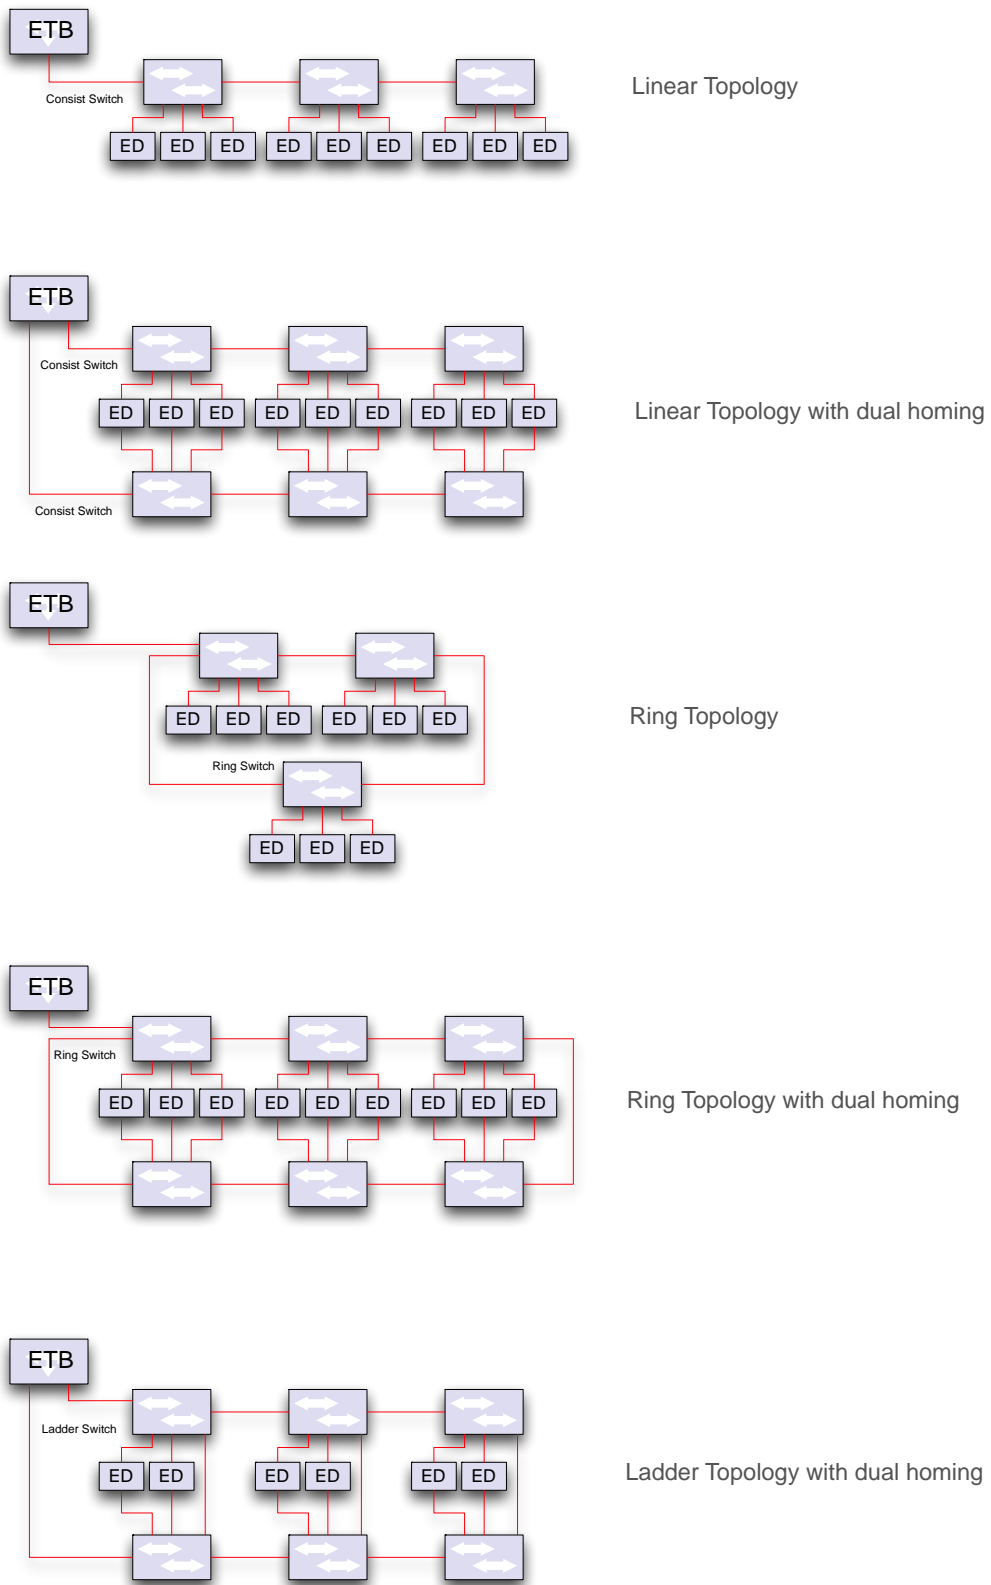 ETB
Linear Topology
Consist Switch
ED ED ED ED ED ED ED ED ED
ETB
Consist Switch
ED ED ED ED ED ED ED ED ED
Linear Topology with dual homing
Consist Switch
ETB
ED ED ED ED ED ED
Ring Topology
Ring Switch
ED ED ED
ETB
Ring Switch
ED ED ED ED ED ED ED ED ED
Ring Topology with dual homing
ETB
Ladder Switch
ED ED ED ED ED ED
Ladder Topology with dual homing